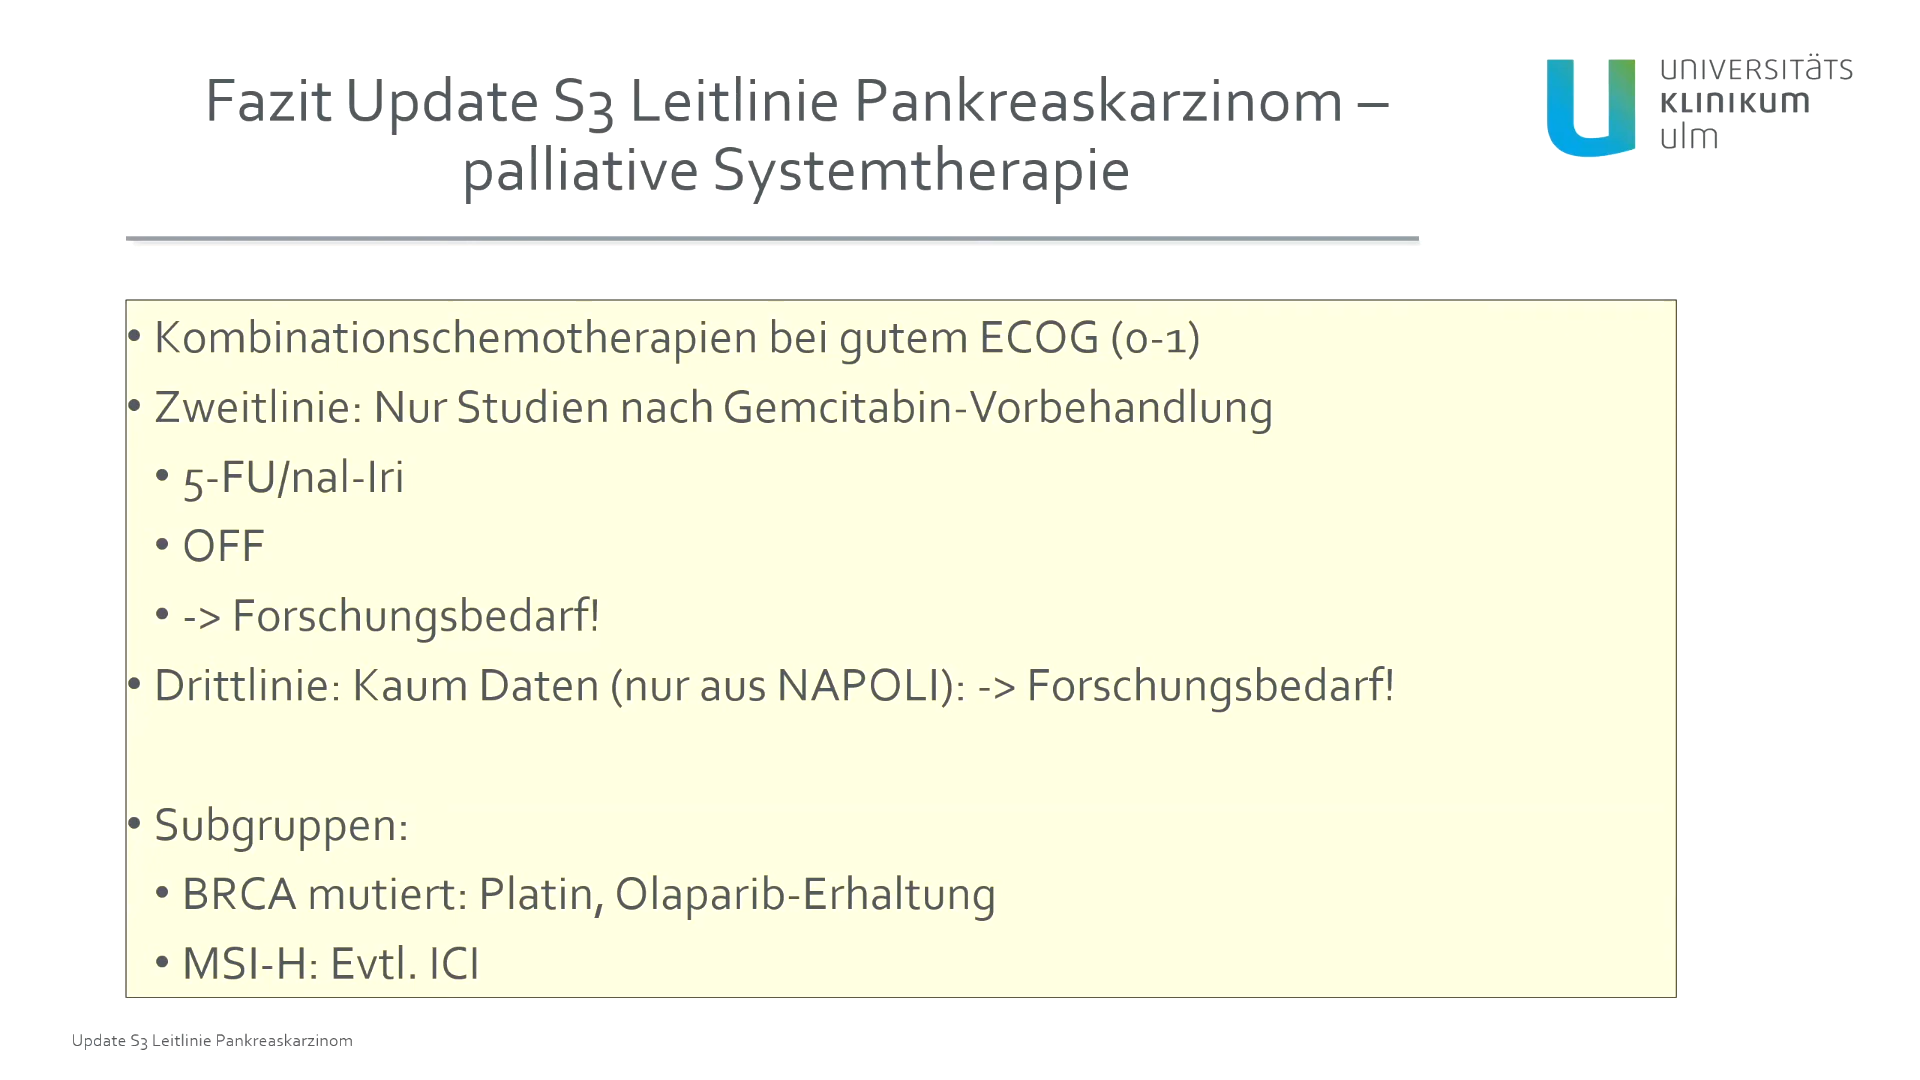 Fazit Update S3 Leitlinie Pankreaskarzinom –
palliative Systemtherapie
UNIVERSITÄTS
KLINIKUM
ulm
• Kombinationschemotherapien bei gutem ECOG (0-1)
• Zweitlinie: Nur Studien nach Gemcitabin-Vorbehandlung
• 5-FU/nal-Iri
• OFF
• -> Forschungsbedarf!
• Drittlinie: Kaum Daten (nur aus NAPOLI): -> Forschungsbedarf!
• Subgruppen:
• BRCA mutiert: Platin, Olaparib-Erhaltung
• MSI-H: Evtl. ICI
Update S3 Leitlinie Pankreaskarzinom